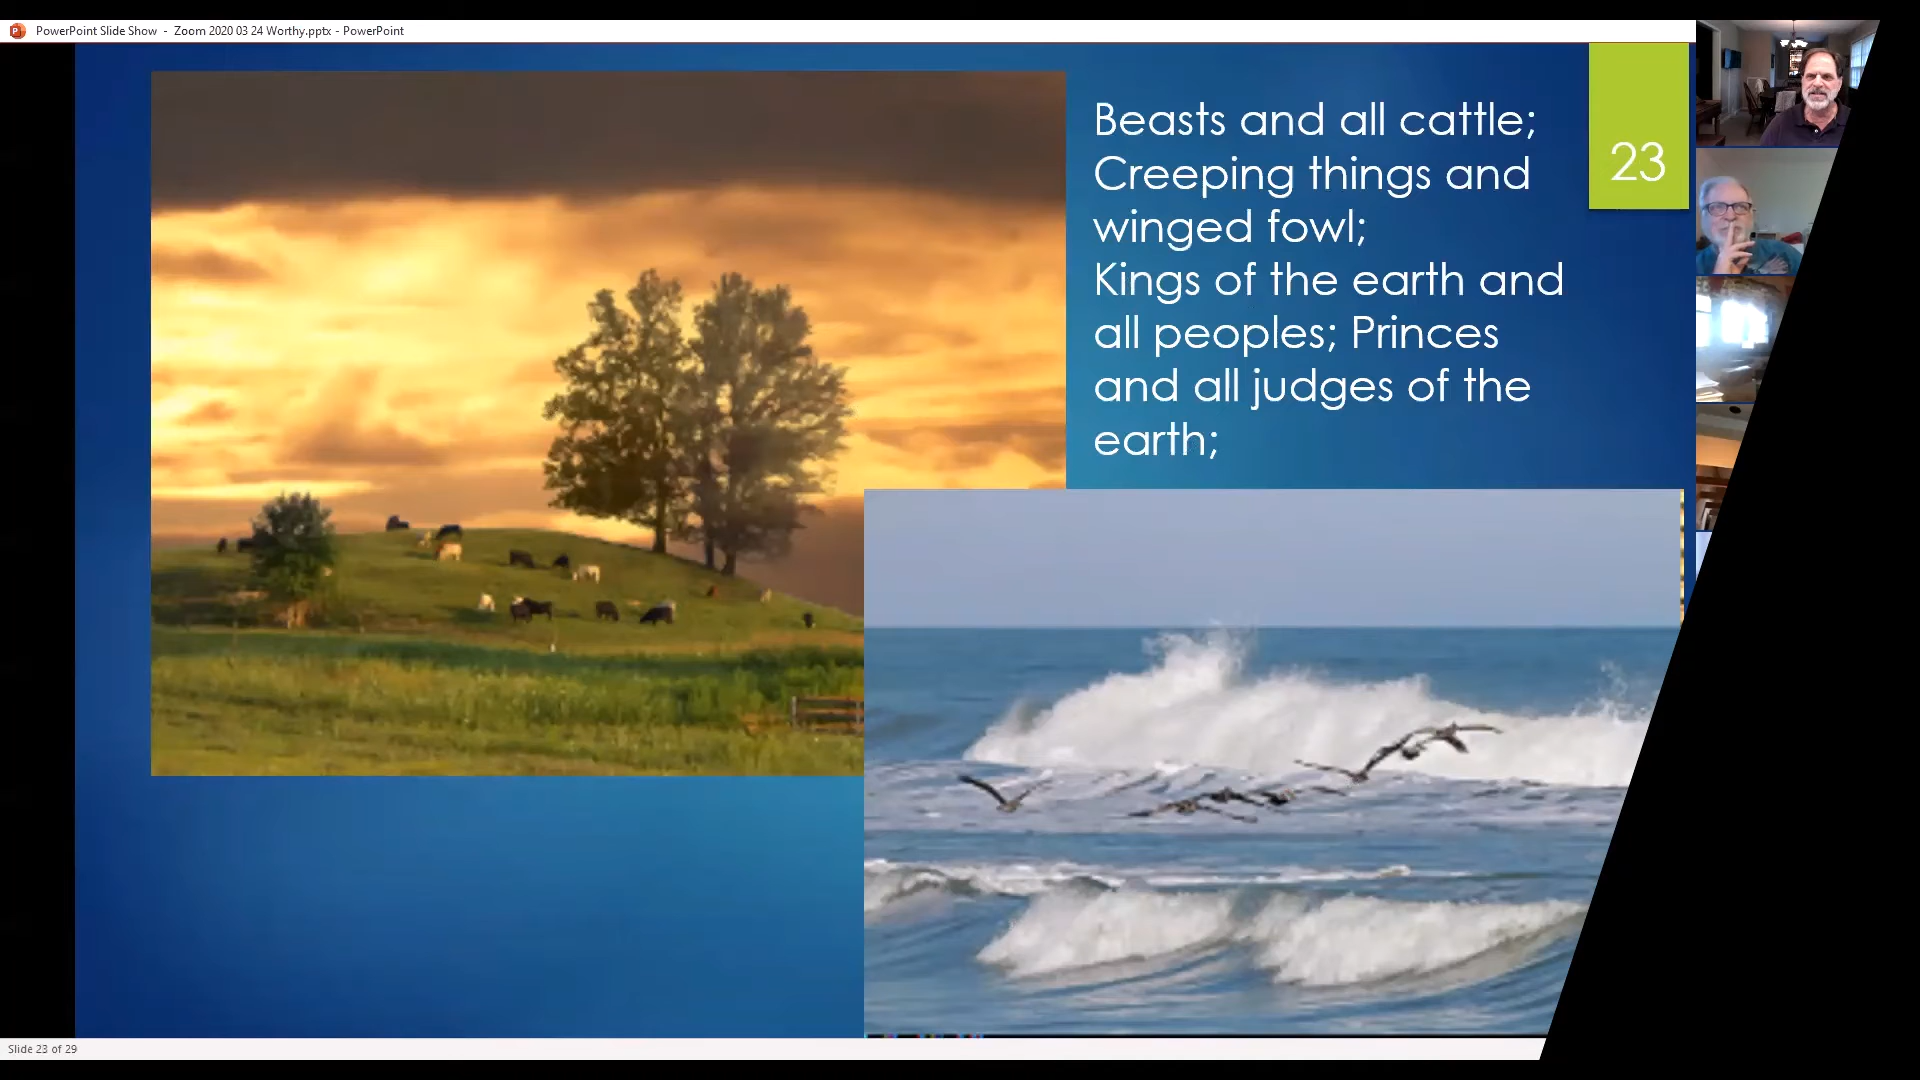 PowerPoint Slide Show - Zoom 2020 03 24 Worthy.pptx - PowerPoint
Beasts and all cattle;
Creeping things and
winged fowl;
Kings of the earth and
all peoples; Princes
and all judges of the
earth;
23
Slide 23 of 29